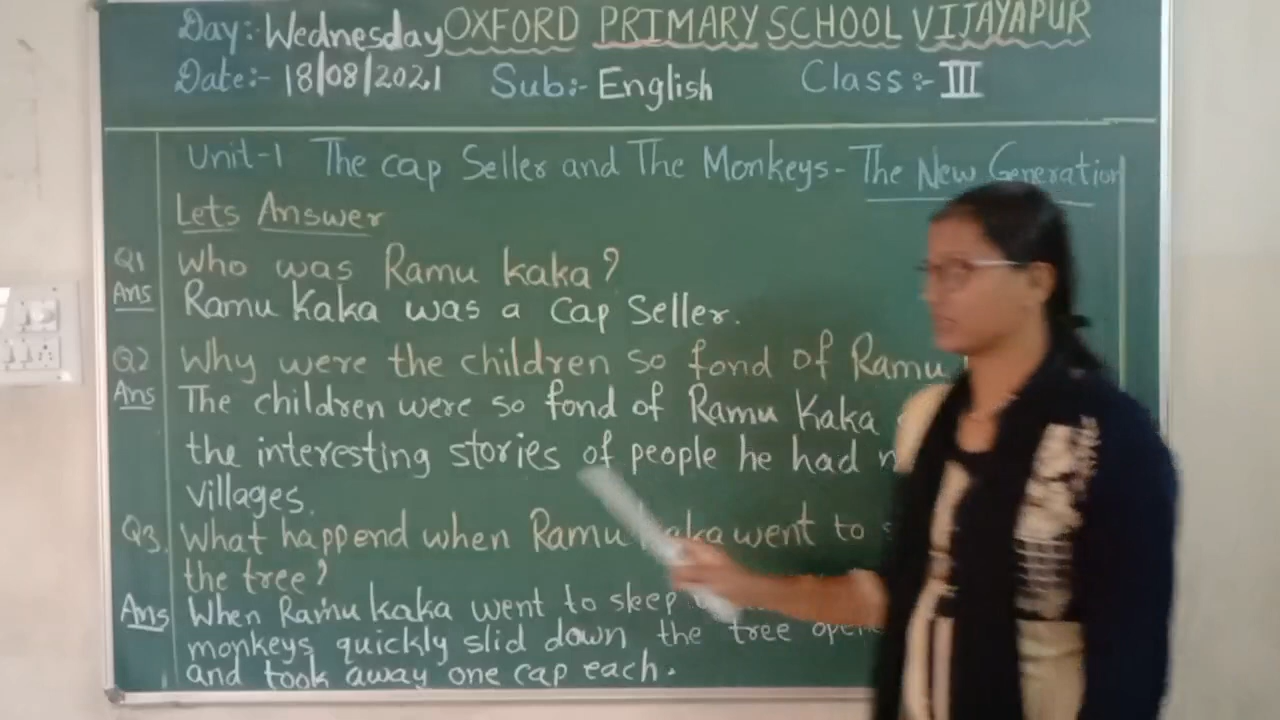 Day:- Wednesday OXFORD PRIMARY SCHOOL VIJAYAPUR
Date:- 18/08/2021 Sub:- English Class:- III
Unit-1 The cap Seller and The Monkeys - The New Generation
Lets Answer
Q1 Who was Ramu kaka?
Ans Ramu Kaka was a Cap Seller.
Q2 Why were the children so fond of Ramu
Ans The children were so fond of Ramu Kaka
the interesting stories of people he had
villages.
Q3. What happend when Ramu kaka went to
the tree?
Ans When Ramu kaka went to sleep
monkeys quickly slid down the tree
and took away one cap each.